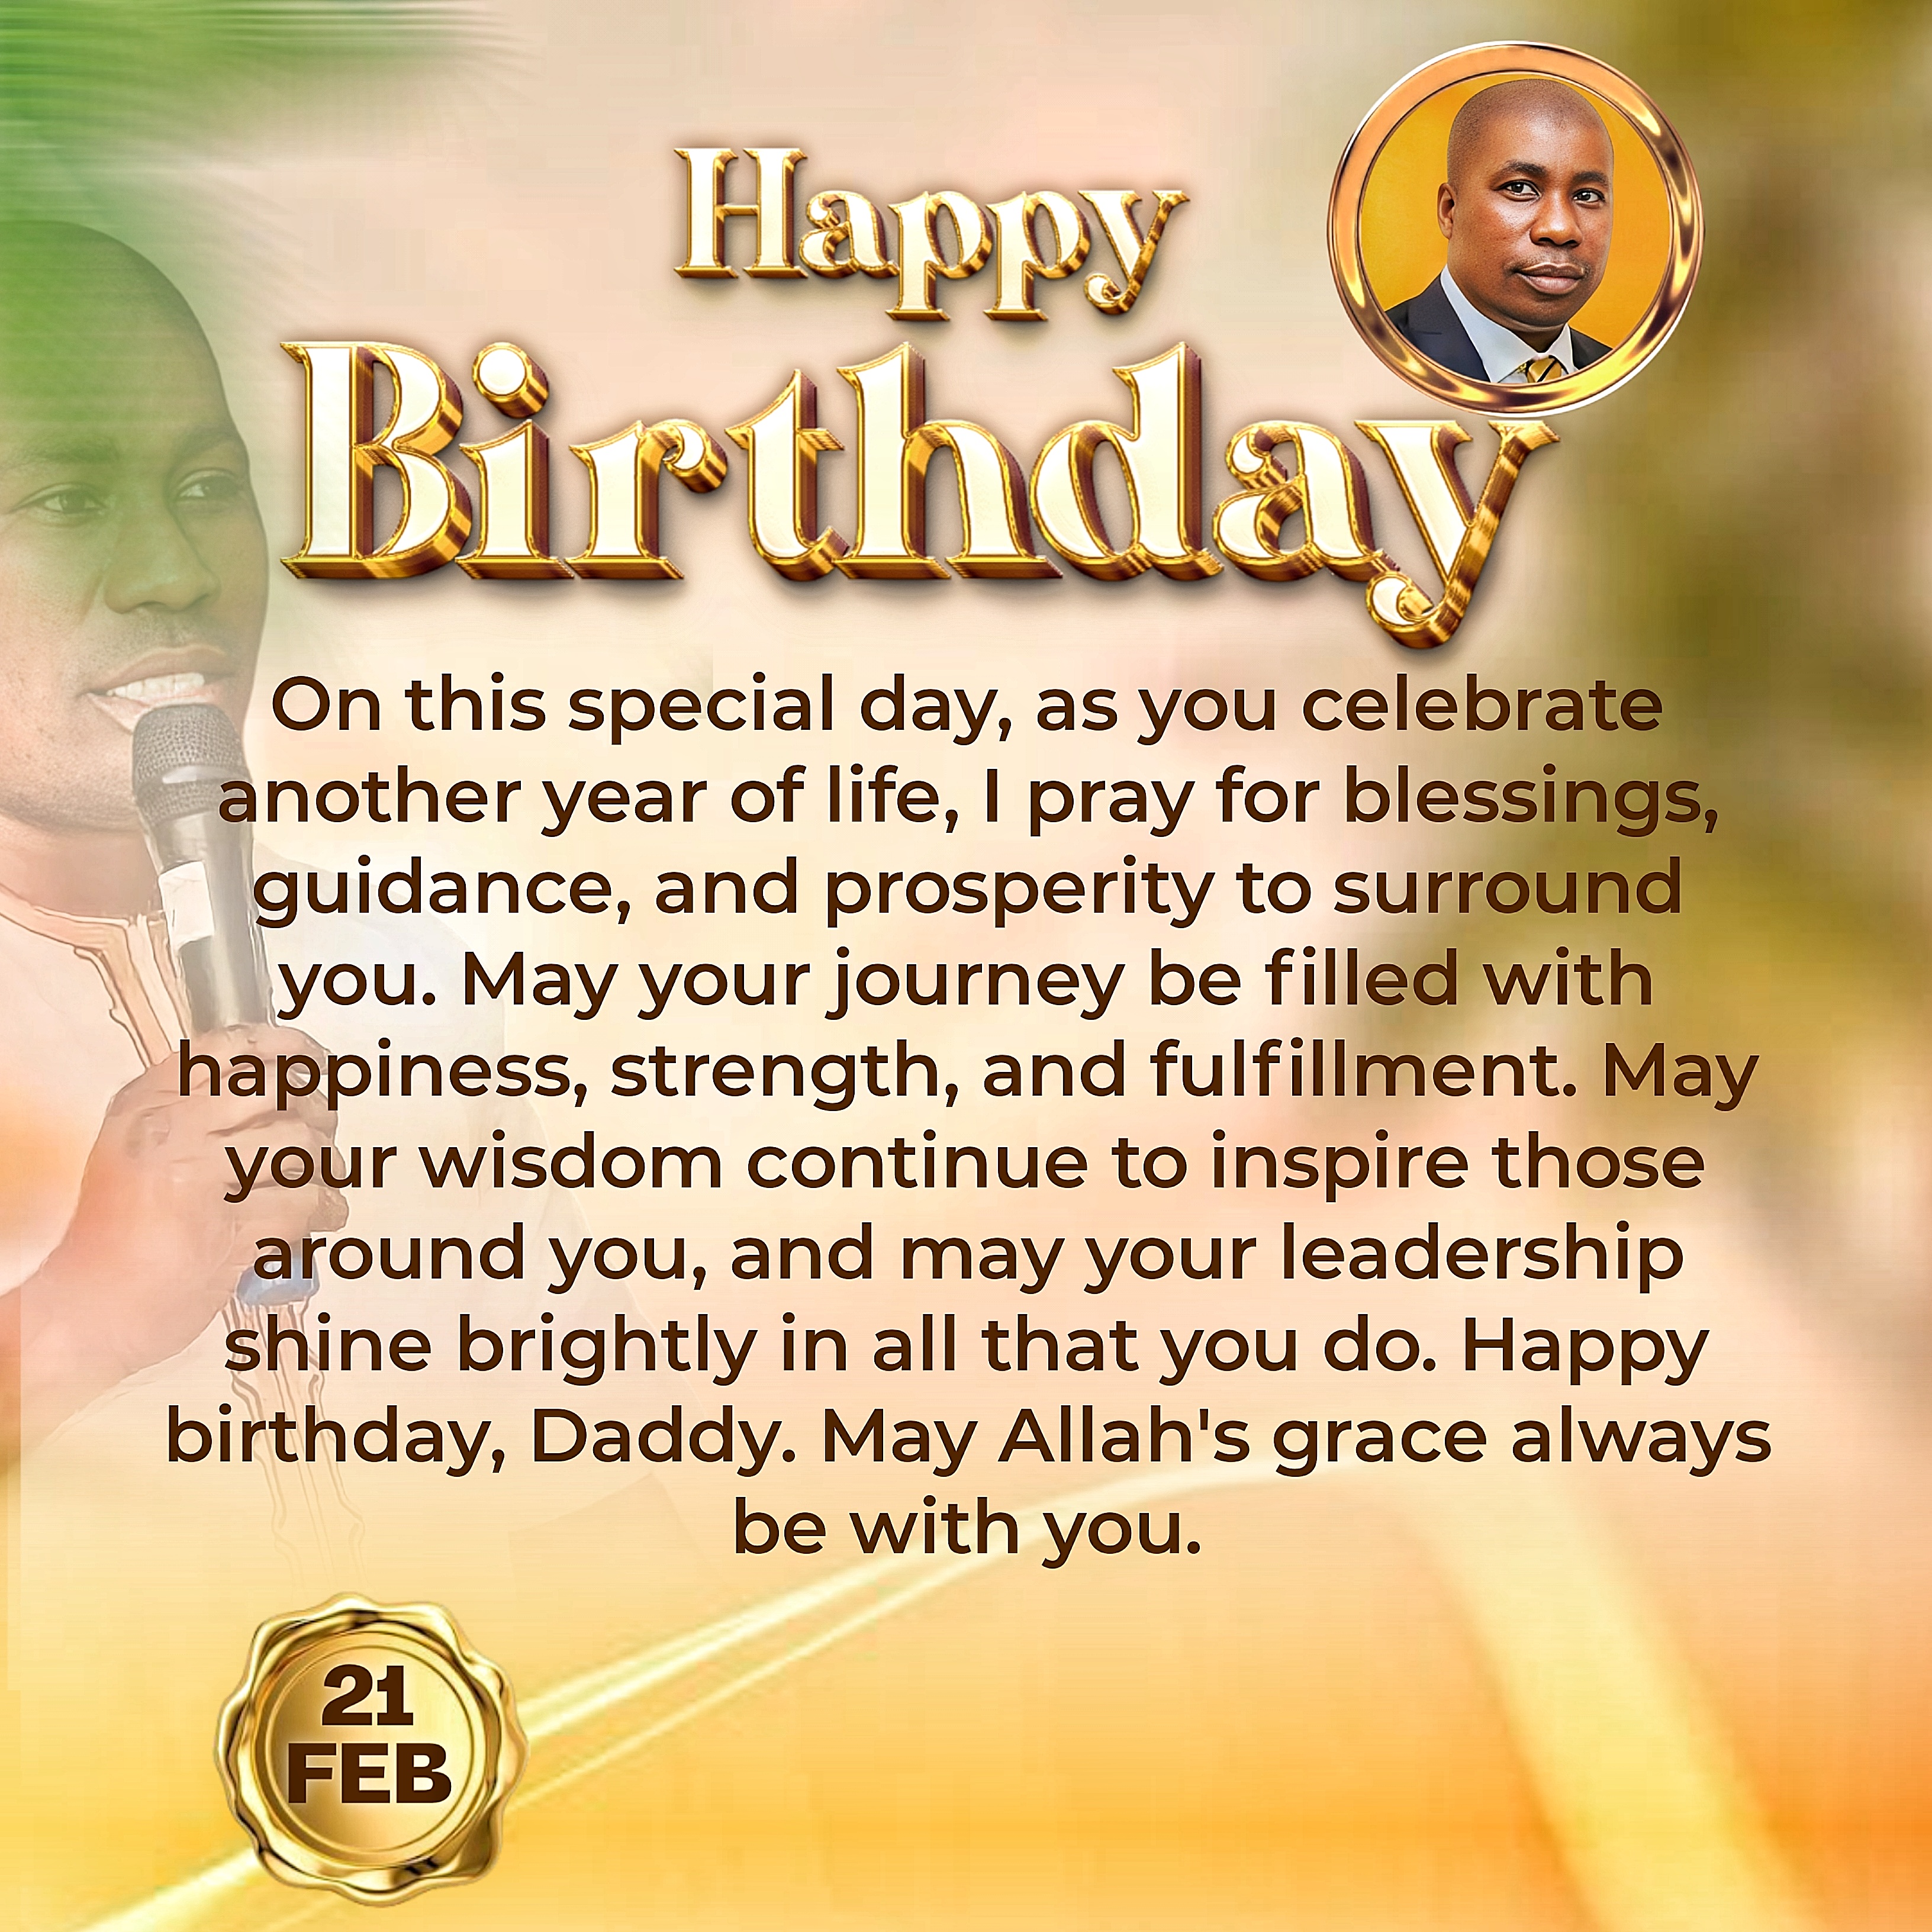 Happy
Birthday
On this special day, as you celebrate
another year of life, I pray for blessings,
guidance, and prosperity to surround
you. May your journey be filled with
happiness, strength, and fulfillment. May
your wisdom continue to inspire those
around you, and may your leadership
shine brightly in all that you do. Happy
birthday, Daddy. May Allah's grace always
be with you.
21
FEB